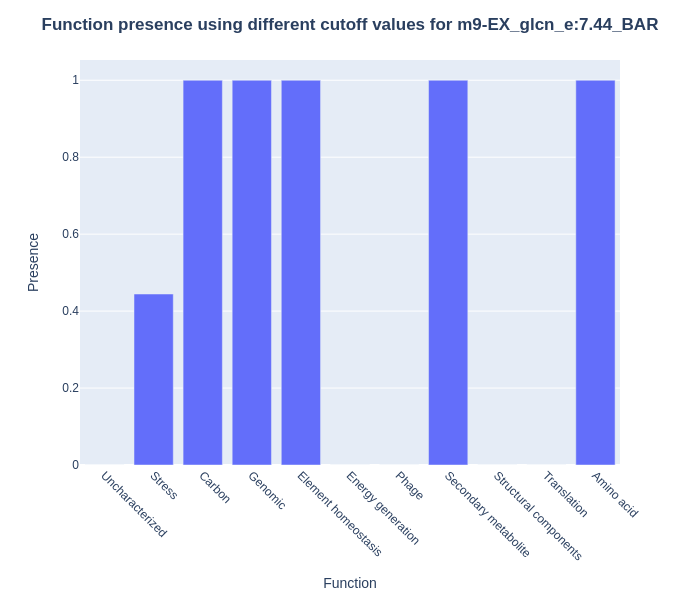 Function presence using different cutoff values for m9-EX_glcn_e:7.44_BAR
1
0.8
0.6
0.4
0.2
0
Presence
Uncharacterized
Stress
Carbon
Genomic
Element homeostasis
Energy generation
Phage
Secondary metabolite
Structural components
Translation
Amino acid
Function